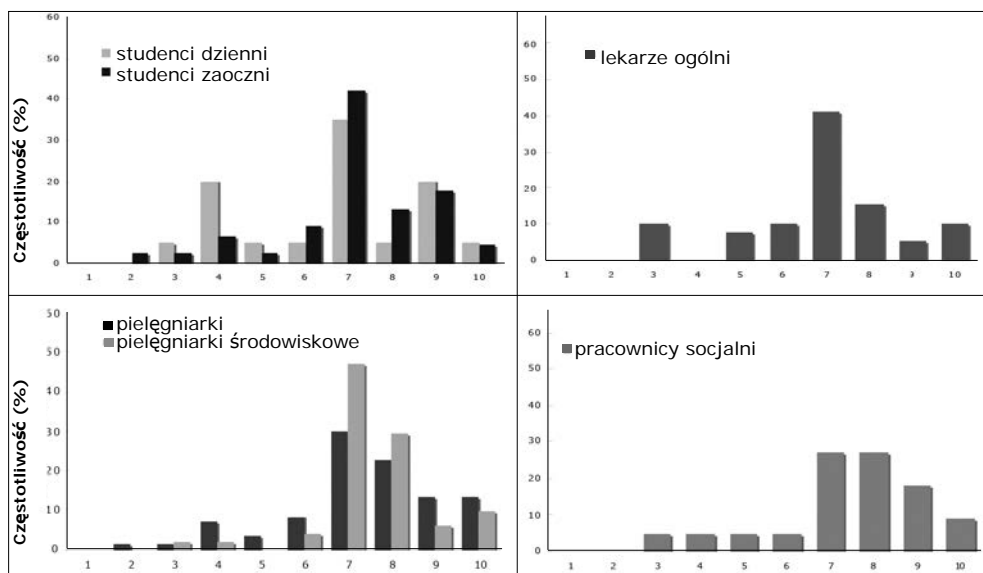 60
50
40
30
20
10
0
Częstotliwość (%)
studenci dzienni
studenci zaoczni
1 2 3 4 5 6 7 8 9 10
60
50
40
30
20
10
0
lekarze ogólni
1 2 3 4 5 6 7 8 9 10
50
50
40
30
20
10
0
Częstotliwość (%)
pielęgniarki
pielęgniarki środowiskowe
1 2 3 4 5 6 7 8 9 10
60
50
40
30
20
10
0
pracownicy socjalni
1 2 3 4 5 6 7 8 9 10